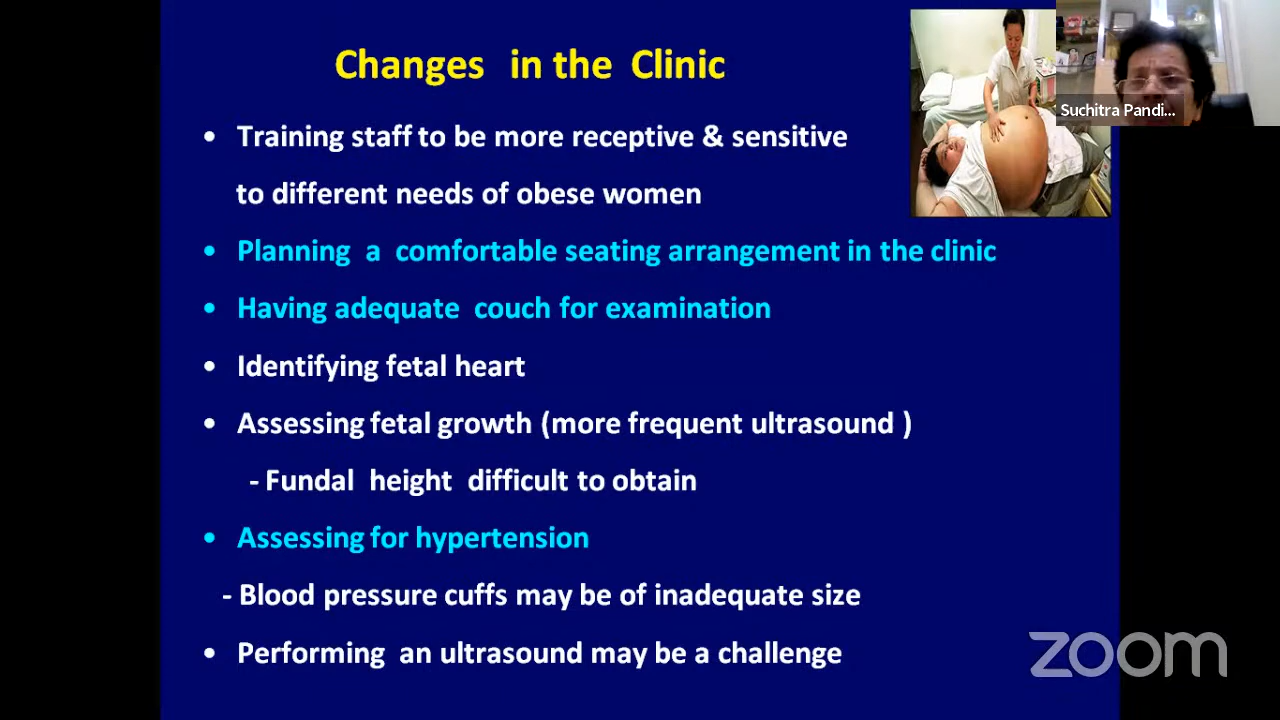 Changes in the Clinic
Suchitra Pandi...
• Training staff to be more receptive & sensitive
to different needs of obese women
• Planning a comfortable seating arrangement in the clinic
• Having adequate couch for examination
• Identifying fetal heart
• Assessing fetal growth (more frequent ultrasound )
- Fundal height difficult to obtain
• Assessing for hypertension
- Blood pressure cuffs may be of inadequate size
• Performing an ultrasound may be a challenge
zoom